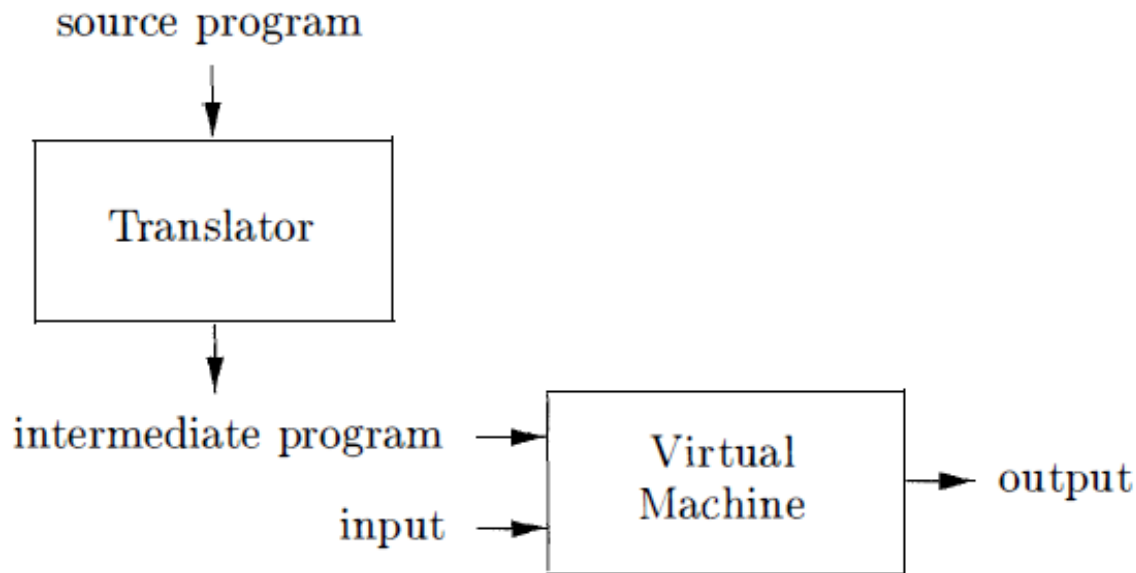 source program
Translator
intermediate program
input
Virtual
Machine
output